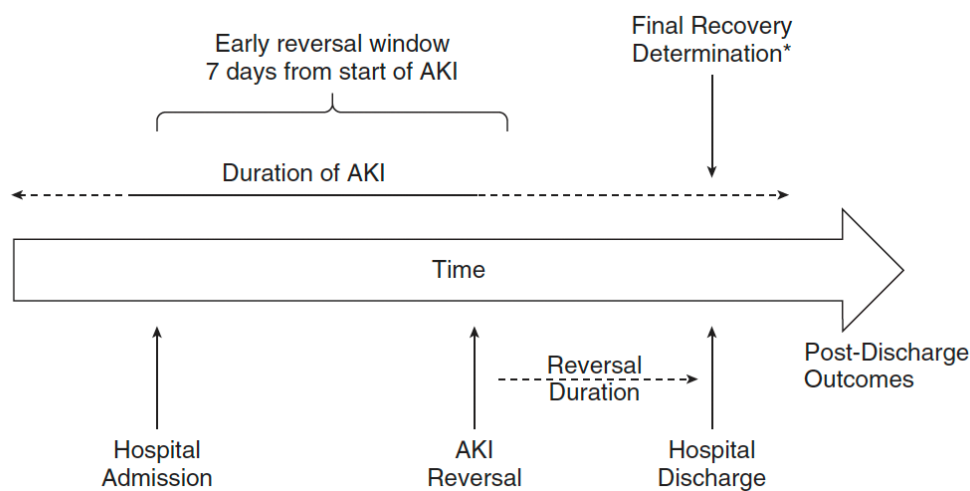 Final Recovery
Determination*
Early reversal window
7 days from start of AKI
Duration of AKI
Time
Post-Discharge
Outcomes
Reversal
Duration
Hospital
Admission
AKI
Reversal
Hospital
Discharge